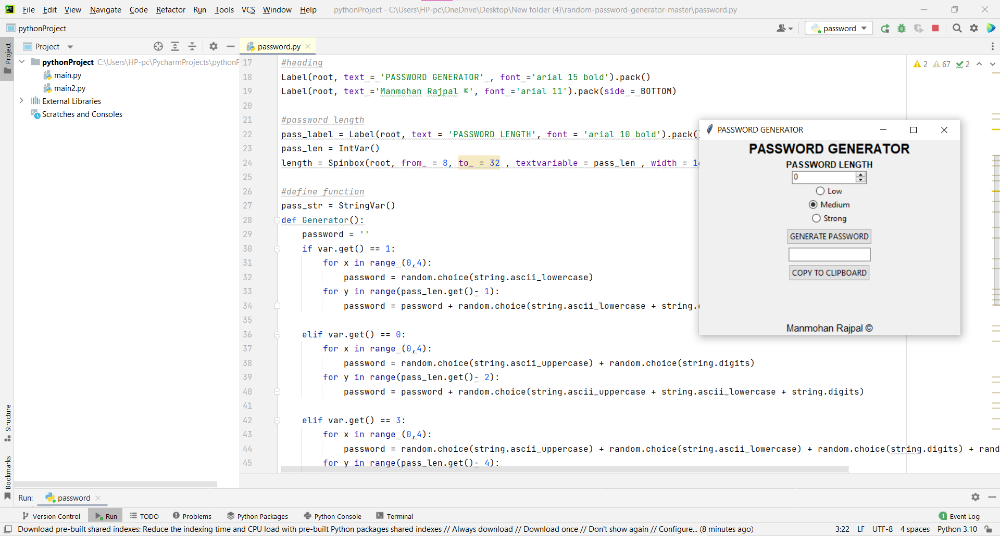 File Edit View Navigate Code Refactor Run Tools VCS Window Help pythonProject - C:\Users\HP-pc\OneDrive\Desktop\New folder (4)\random-password-generator-master\password.py
pythonProject
password
Project
Project
password.py
pythonProject C:\Users\HP-pc\PycharmProjects\pythonP
main.py
main2.py
External Libraries
Scratches and Consoles
2 67 2
17 #heading
18 Label(root, text = 'PASSWORD GENERATOR' , font ='arial 15 bold').pack()
19 Label(root, text ='Manmohan Rajpal ©', font ='arial 11').pack(side = BOTTOM)
20
21 #password length
22 pass_label = Label(root, text = 'PASSWORD LENGTH', font = 'arial 10 bold').pack(
23 pass_len = IntVar()
24 length = Spinbox(root, from_ = 8, to_ = 32 , textvariable = pass_len , width = 1
25
26 #define function
27 pass_str = StringVar()
28 def Generator():
29 password = ''
30 if var.get() == 1:
31 for x in range (0,4):
32 password = random.choice(string.ascii_lowercase)
33 for y in range(pass_len.get()- 1):
34 password = password + random.choice(string.ascii_lowercase + string.
35
36 elif var.get() == 0:
37 for x in range (0,4):
38 password = random.choice(string.ascii_uppercase) + random.choice(string.digits)
39 for y in range(pass_len.get()- 2):
40 password = password + random.choice(string.ascii_uppercase + string.ascii_lowercase + string.digits)
41
42 elif var.get() == 3:
43 for x in range (0,4):
44 password = random.choice(string.ascii_uppercase) + random.choice(string.ascii_lowercase) + random.choice(string.digits) + rand
45 for y in range(pass_len.get()- 4):
PASSWORD GENERATOR
PASSWORD GENERATOR
PASSWORD LENGTH
0
Low
Medium
Strong
GENERATE PASSWORD
COPY TO CLIPBOARD
Manmohan Rajpal ©
Structure
Bookmarks
Run: password
Version Control Run TODO Problems Python Packages Python Console Terminal 1 Event Log
Download pre-built shared indexes: Reduce the indexing time and CPU load with pre-built Python packages shared indexes // Always download // Download once // Don't show again // Configure... (8 minutes ago) 3:22 LF UTF-8 4 spaces Python 3.10